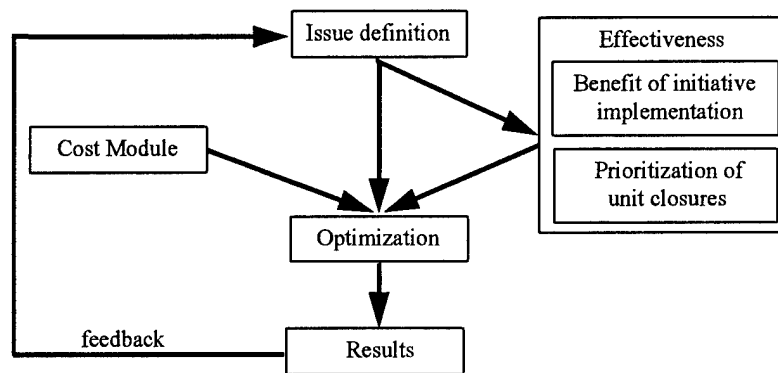 Issue definition
Effectiveness
Benefit of initiative
implementation
Cost Module
Prioritization of
unit closures
Optimization
feedback
Results